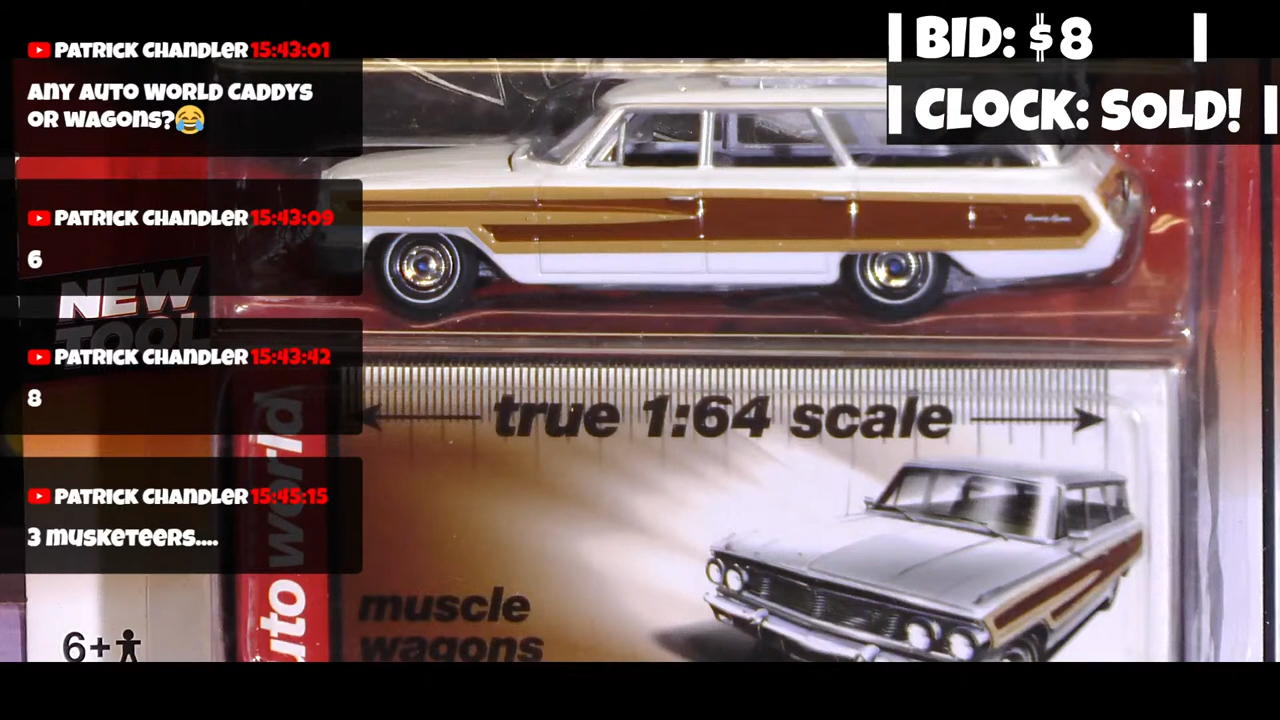 PATRICK CHANDLER 15:43:01
ANY AUTO WORLD CADDYS
OR WAGONS?😂
PATRICK CHANDLER 15:43:09
6
PATRICK CHANDLER 15:43:42
8
PATRICK CHANDLER 15:45:15
3 MUSKETEERS....
| BID: $8 |
| CLOCK: SOLD! |
NEW
TOOL
Country Squire
true 1:64 scale
auto world
muscle
wagons
6+